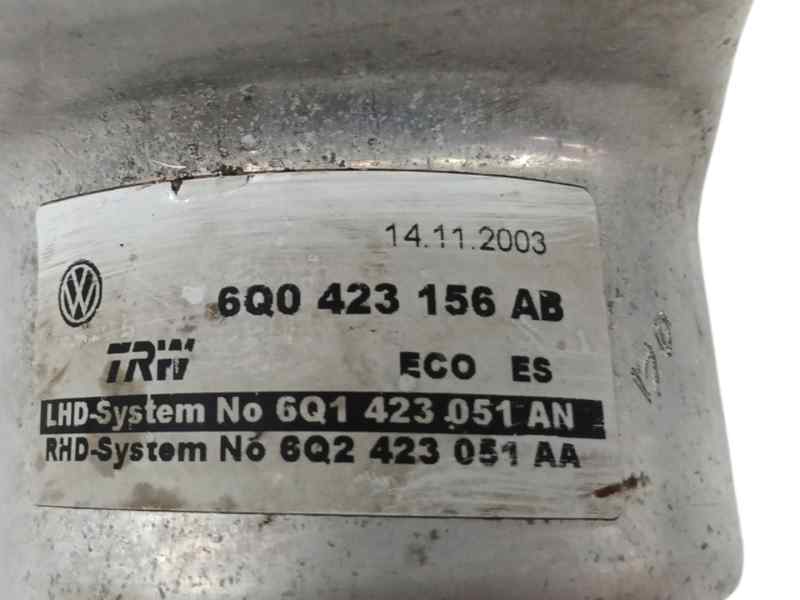 14.11.2003
6Q0 423 156 AB
TRW ECO ES
LHD-System No 6Q1 423 051 AN
RHD-System No 6Q2 423 051 AA